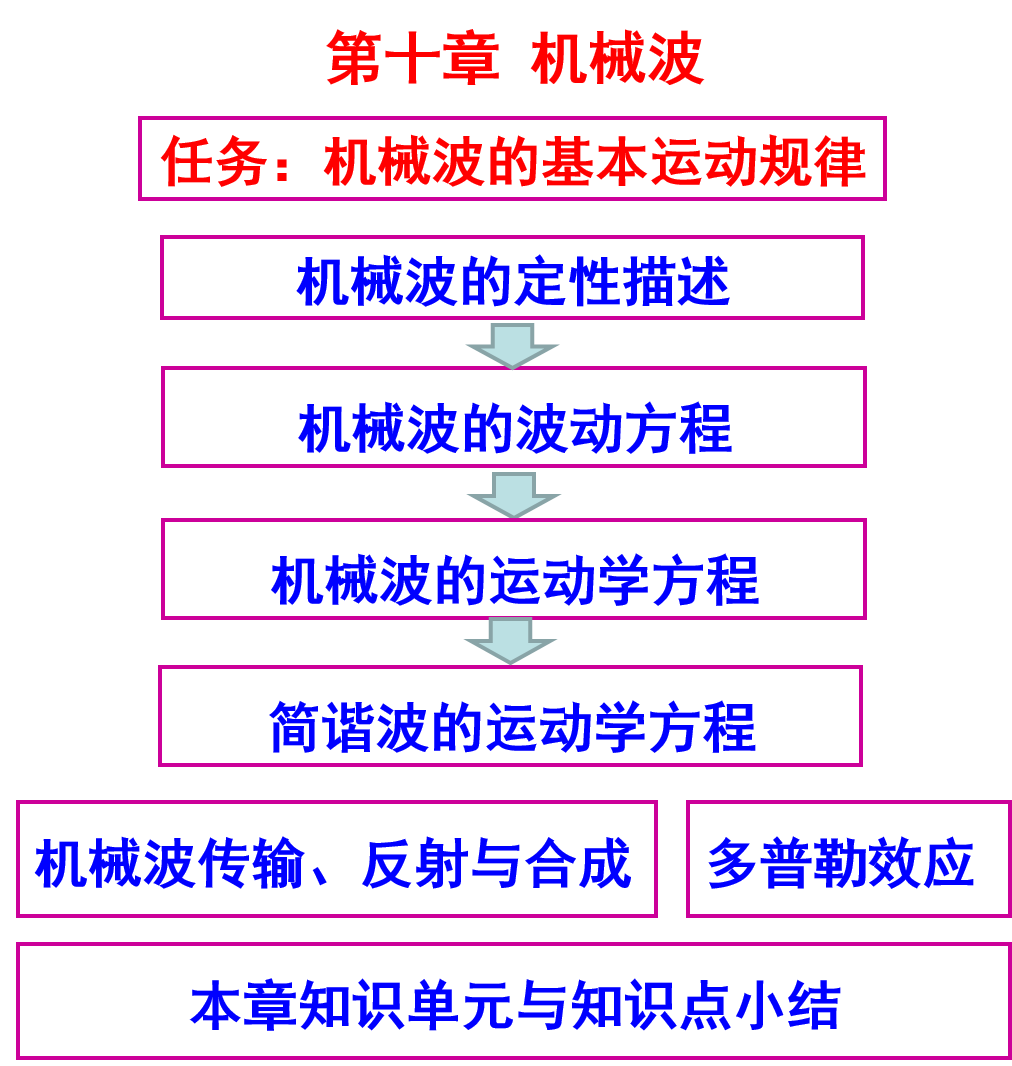 第十章 机械波
任务：机械波的基本运动规律
机械波的定性描述
机械波的波动方程
机械波的运动学方程
简谐波的运动学方程
机械波传输、反射与合成
多普勒效应
本章知识单元与知识点小结